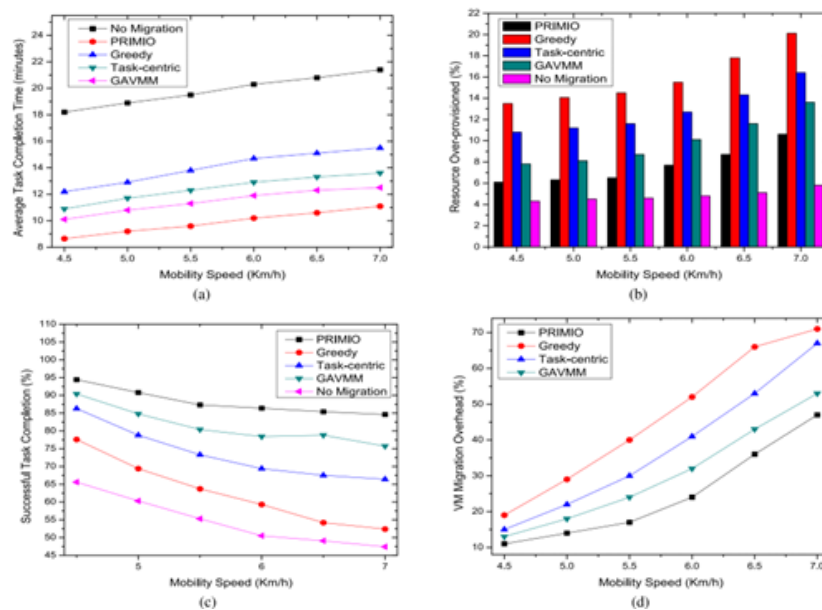 No Migration
PRIMIO
Greedy
Task-centric
GAVMM
Average Task Completion Time (minutes)
24
22
20
18
16
14
12
10
8
4.5 5.0 5.5 6.0 6.5 7.0
Mobility Speed (Km/h)
(a)
PRIMIO
Greedy
Task-centric
GAVMM
No Migration
Resource Over-provisioned (%)
22
20
18
16
14
12
10
8
6
4
2
0
4.5 5.0 5.5 6.0 6.5 7.0
Mobility Speed (Km/h)
(b)
PRIMIO
Greedy
Task-centric
GAVMM
No Migration
Successful Task Completion (%)
110
105
100
95
90
85
80
75
70
65
60
55
50
45
5 6 7
Mobility Speed (Km/h)
(c)
PRIMIO
Greedy
Task-centric
GAVMM
VM Migration Overhead (%)
70
60
50
40
30
20
10
4.5 5.0 5.5 6.0 6.5 7.0
Mobility Speed (Km/h)
(d)